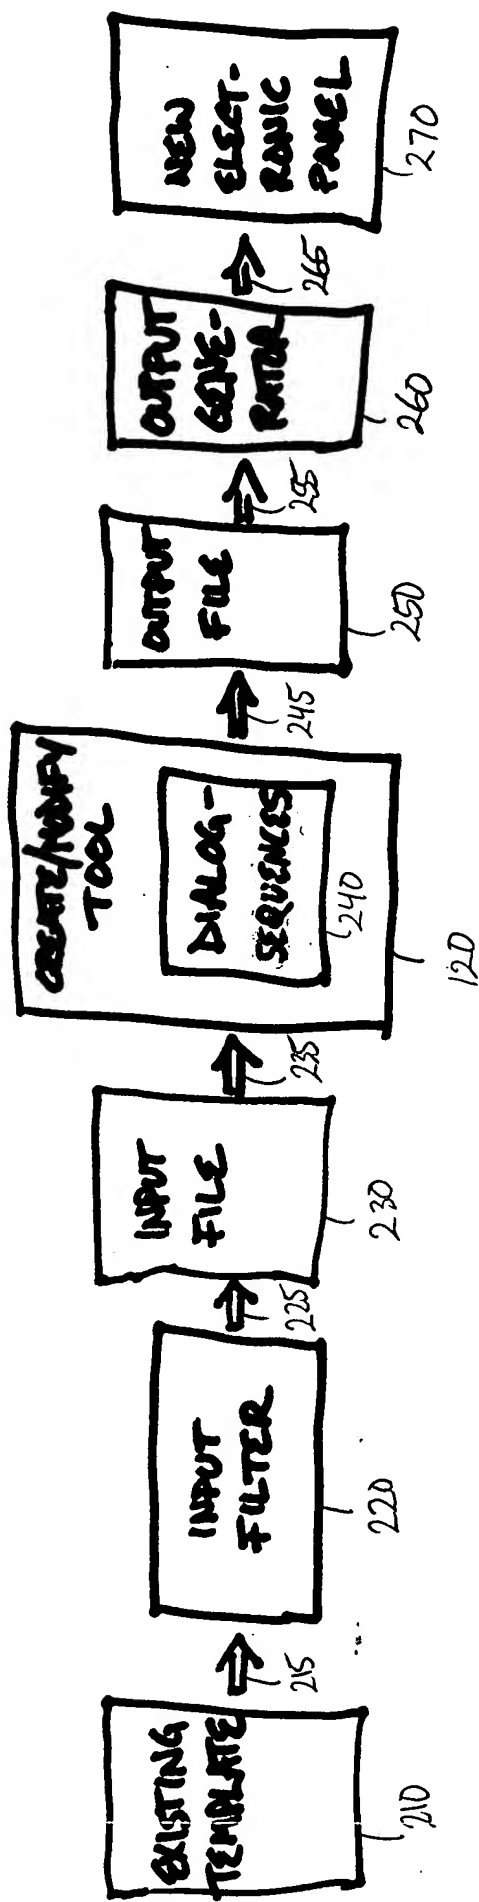 EXISTING
TEMPLATE
210
215
INPUT
FILTER
220
225
INPUT
FILE
230
235
CREATE/MODIFY
TOOL
DIALOG-
SEQUENCES
240
120
245
OUTPUT
FILE
250
255
OUTPUT
GENE-
RATOR
260
265
NEW
ELECT-
RONIC
PANEL
270